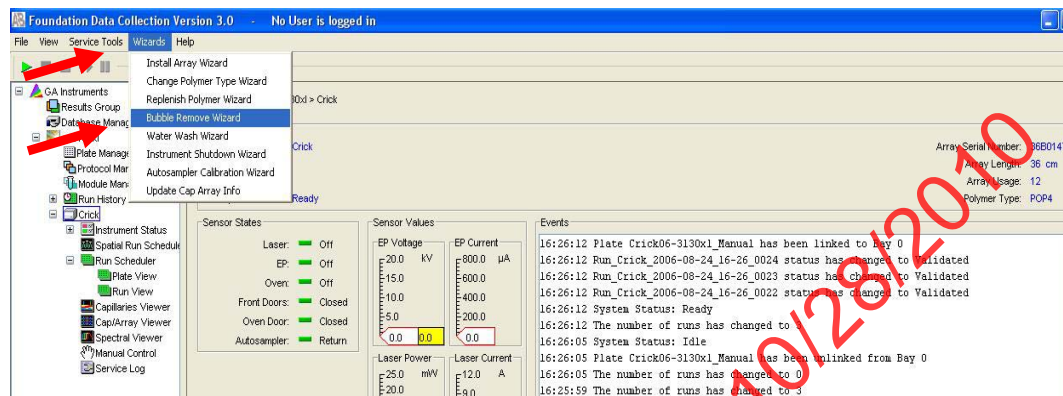 Foundation Data Collection Version 3.0 - No User is logged in
File View Service Tools Wizards Help
Install Array Wizard
Change Polymer Type Wizard
Replenish Polymer Wizard
Bubble Remove Wizard
Water Wash Wizard
Instrument Shutdown Wizard
Autosampler Calibration Wizard
Update Cap Array Info
GA Instruments
Results Group
Database Manag
Plate Manage
Protocol Mar
Module Man
Run History
Crick
Instrument Status
Spatial Run Schedule
Run Scheduler
Plate View
Run View
Capillaries Viewer
Cap/Array Viewer
Spectral Viewer
Manual Control
Service Log
> Crick
Crick
Ready
Array Serial Number: 36B0147
Array Length: 36 cm
Array Usage: 12
Polymer Type: POP4
Sensor States
Laser: Off
EP: Off
Oven: Off
Front Doors: Closed
Oven Door: Closed
Autosampler: Return
Sensor Values
EP Voltage
20.0 kV
15.0
10.0
5.0
0.0 0.0
EP Current
800.0 µA
600.0
400.0
200.0
0.0
Laser Power
25.0 mW
20.0
Laser Current
12.0 A
9.0
Events
16:26:12 Plate Crick06-3130xl_Manual has been linked to Bay 0
16:26:12 Run_Crick_2006-08-24_16-26_0024 status has changed to Validated
16:26:12 Run_Crick_2006-08-24_16-26_0023 status has changed to Validated
16:26:12 Run_Crick_2006-08-24_16-26_0022 status has changed to Validated
16:26:12 System Status: Ready
16:26:12 The number of runs has changed to 3
16:26:05 System Status: Idle
16:26:05 Plate Crick06-3130xl_Manual has been unlinked from Bay 0
16:26:05 The number of runs has changed to 0
16:25:59 The number of runs has changed to 3
10/28/2010